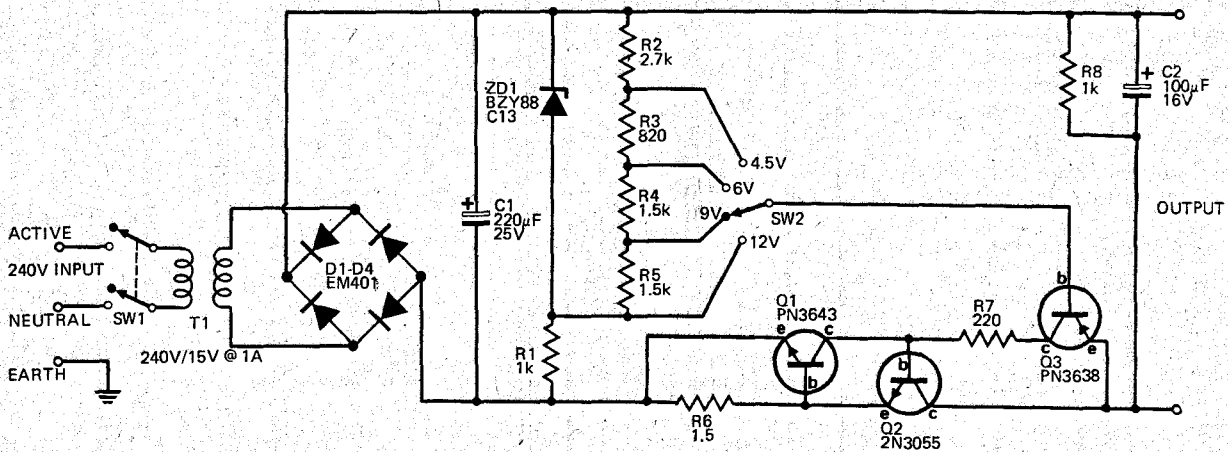 R2
2.7k
ZD1
BZY88
C13
R3
820
4.5V
R8
1k
+
C2
100µF
16V
6V
R4
1.5k
9V
SW2
+
C1
220µF
25V
OUTPUT
ACTIVE
240V INPUT
D1-D4
EM401
12V
R5
1.5k
NEUTRAL
SW1
T1
240V/15V @ 1A
EARTH
R1
1k
Q1
PN3643
e
c
b
R7
220
b
c
e
Q3
PN3638
b
e
c
R6
1.5
Q2
2N3055